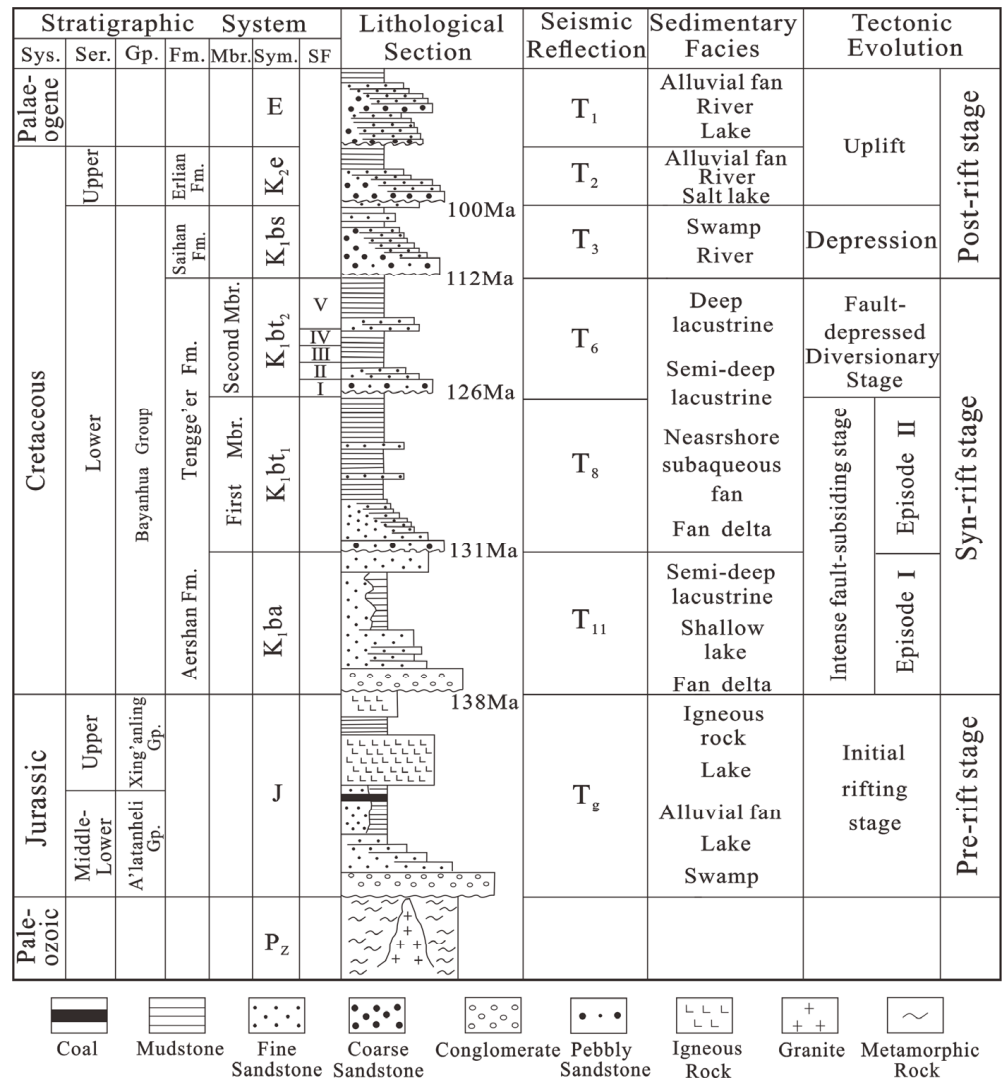 Stratigraphic System
Lithological
Section
Seismic
Reflection
Sedimentary
Facies
Tectonic
Evolution
Sys. Ser. Gp. Fm. Mbr. Sym. SF
Palae-
ogene
E
T₁
Alluvial fan
River
Lake
Uplift
Post-rift stage
Cretaceous
Upper
Erlian
Fm.
K₂e
T₂
Alluvial fan
River
Salt lake
100Ma
Lower
Bayanhua Group
Saihan
Fm.
K₁bs
T₃
Swamp
River
Depression
112Ma
Tengge'er Fm.
Second Mbr.
K₁bt₂
V
IV
III
II
I
T₆
Deep
lacustrine
Semi-deep
lacustrine
Fault-
depressed
Diversionary
Stage
Syn-rift stage
126Ma
First Mbr.
K₁bt₁
T₈
Neasrshore
subaqueous
fan
Fan delta
Intense fault-subsiding stage
Episode II
131Ma
Aershan Fm.
K₁ba
T₁₁
Semi-deep
lacustrine
Shallow
lake
Fan delta
Episode I
138Ma
Jurassic
Upper
Xing'anling
Gp.
J
T₉
Igneous
rock
Lake
Alluvial fan
Lake
Swamp
Initial
rifting
stage
Pre-rift stage
Middle-
Lower
A'latanheli
Gp.
Pale-
ozoic
P_Z
Coal
Mudstone
Fine
Sandstone
Coarse
Sandstone
Conglomerate
Pebbly
Sandstone
Igneous
Rock
Granite
Metamorphic
Rock